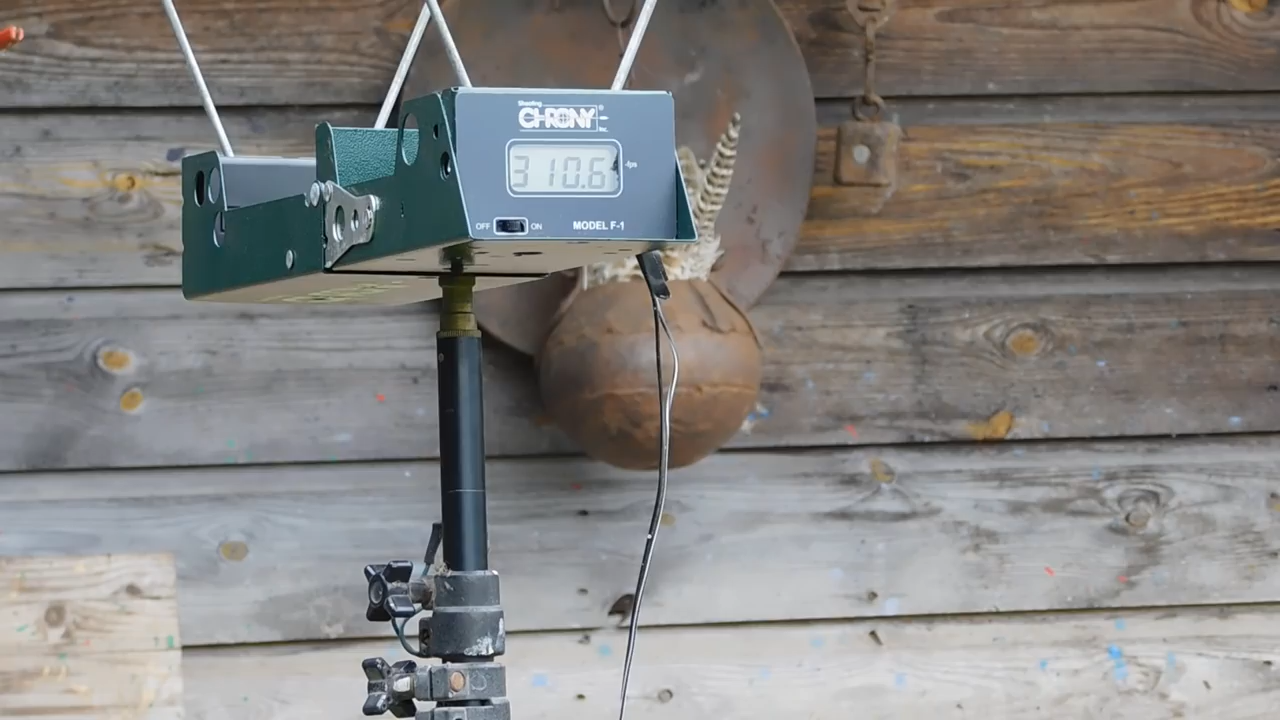 Shooting
CHRONY ®
Inc.
310.6 -fps
OFF ON MODEL F-1